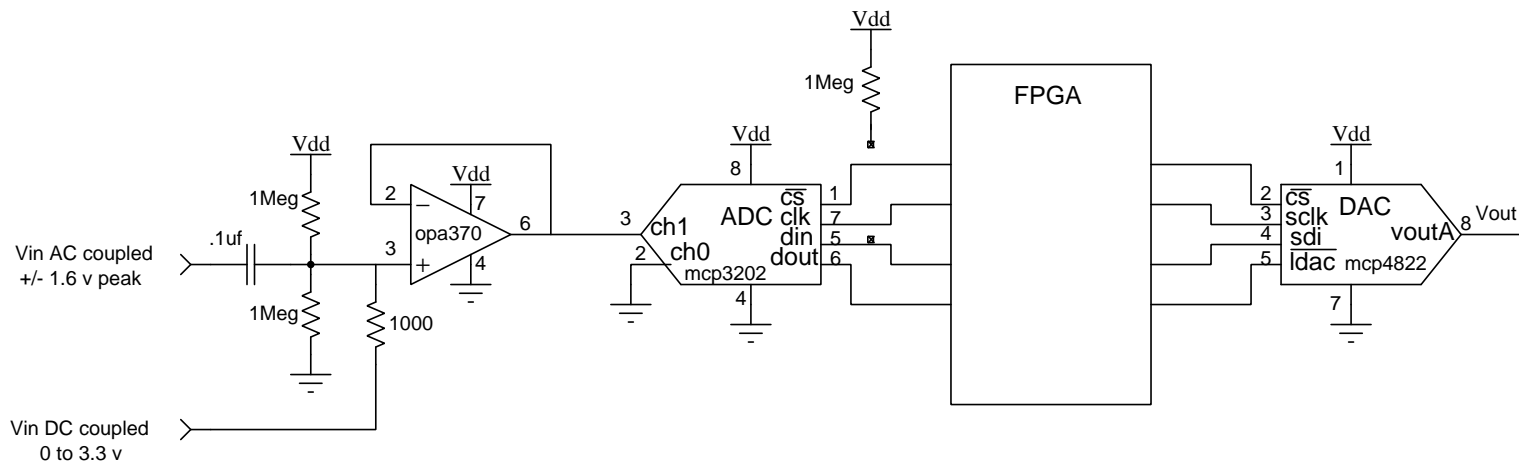 Vdd
1Meg
FPGA
Vdd
1Meg
.1uf
Vin AC coupled
+/- 1.6 v peak
1Meg
1000
Vin DC coupled
0 to 3.3 v
2
3
Vdd
7
opa370
4
6
3
2
ch1
ch0
Vdd
8
ADC
mcp3202
4
cs 1
clk 7
din 5
dout 6
Vdd
1
2 cs
3 sclk
4 sdi
5 ldac
DAC
voutA
mcp4822
7
8
Vout